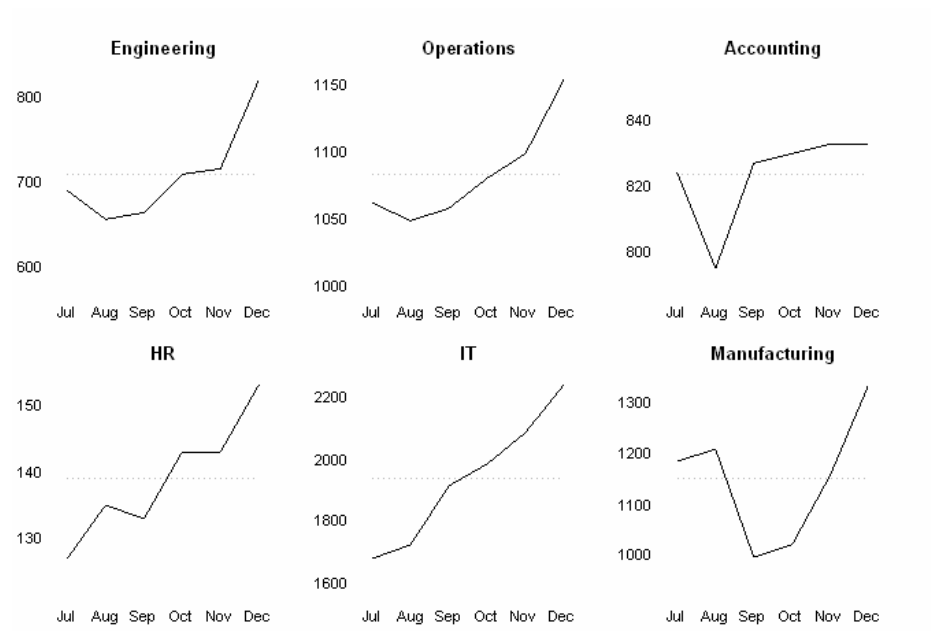 Engineering
800
700
600
Jul Aug Sep Oct Nov Dec
Operations
1150
1100
1050
1000
Jul Aug Sep Oct Nov Dec
Accounting
840
820
800
Jul Aug Sep Oct Nov Dec
HR
150
140
130
Jul Aug Sep Oct Nov Dec
IT
2200
2000
1800
1600
Jul Aug Sep Oct Nov Dec
Manufacturing
1300
1200
1100
1000
Jul Aug Sep Oct Nov Dec